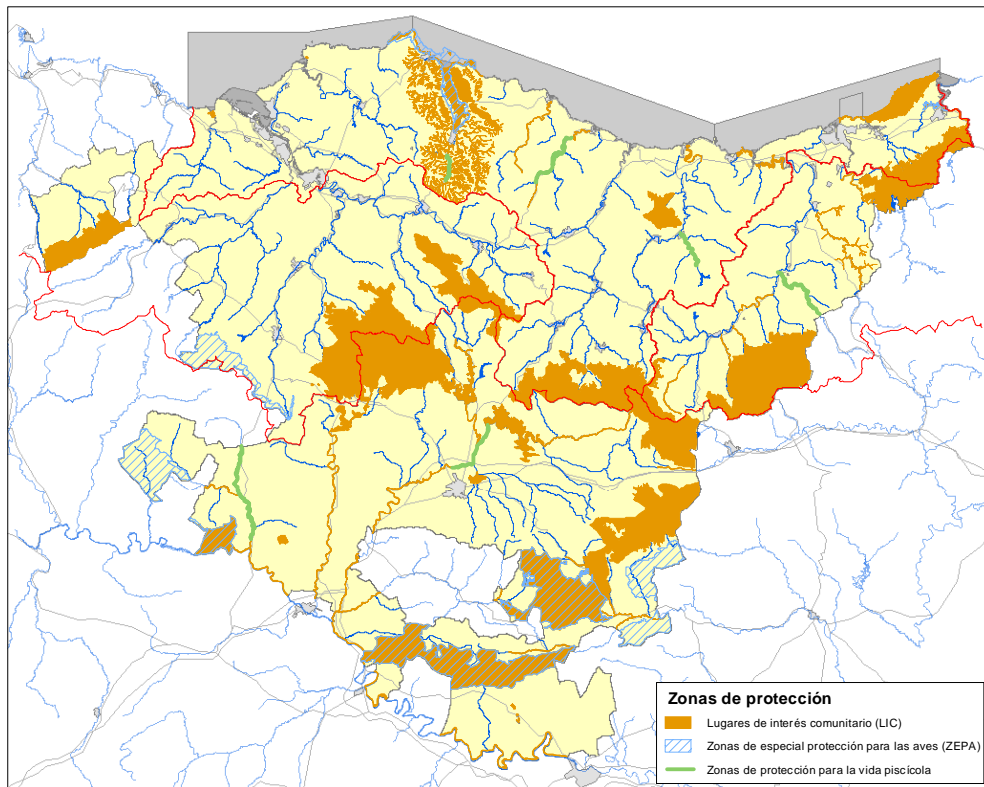 Zonas de protección
Lugares de interés comunitario (LIC)
Zonas de especial protección para las aves (ZEPA)
Zonas de protección para la vida piscícola